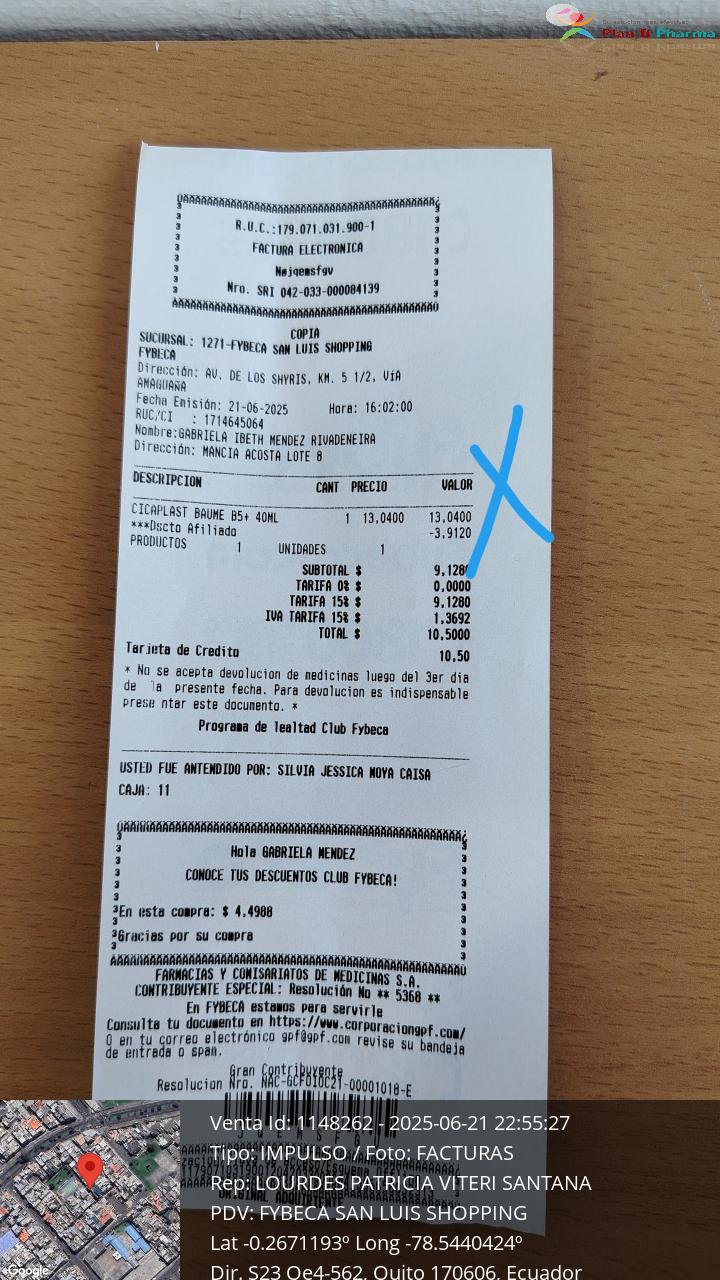 Plan B Pharma
R.U.C.:179.071.031.900-1
FACTURA ELECTRONICA
Nøjqemsfgv
Nro. SRI 042-033-000084139
COPIA
SUCURSAL: 1271-FYBECA SAN LUIS SHOPPING
FYBECA
Dirección: AV. DE LOS SHYRIS, KM. 5 1/2, VíA
AMAGUAÑA
Fecha Emisión: 21-06-2025 Hora: 16:02:00
RUC/CI : 1714645064
Nombre:GABRIELA IBETH MENDEZ RIVADENEIRA
Dirección: MANCIA ACOSTA LOTE 8
DESCRIPCION CANT PRECIO VALOR
CICAPLAST BAUME B5+ 40ML 1 13,0400 13,0400
***Dscto Afiliado -3,9120
PRODUCTOS 1 UNIDADES 1
SUBTOTAL $ 9,1280
TARIFA 0% $ 0,0000
TARIFA 15% $ 9,1280
IVA TARIFA 15% $ 1,3692
TOTAL $ 10,5000
Tarjeta de Credito 10,50
* No se acepta devolucion de medicinas luego del 3er dia
de la presente fecha. Para devolucion es indispensable
prese ntar este documento. *
Programa de lealtad Club Fybeca
USTED FUE ANTENDIDO POR: SILVIA JESSICA MOYA CAISA
CAJA: 11
Hola GABRIELA MENDEZ
CONOCE TUS DESCUENTOS CLUB FYBECA!
En esta compra: $ 4.4988
Gracias por su compra
FARMACIAS Y COMISARIATOS DE MEDICINAS S.A.
CONTRIBUYENTE ESPECIAL: Resolución No ** 5368 **
En FYBECA estamos para servirle
Consulta tu documento en https://www.corporaciongpf.com/
O en tu correo electrónico gpf@gpf.com revise su bandeja
de entrada o spam.
Gran Contribuyente
Resolucion Nro. NAC-GCFOIOC21-00001018-E
ORIGINAL ADQUIRENTE
Venta Id: 1148262 - 2025-06-21 22:55:27
Tipo: IMPULSO / Foto: FACTURAS
Rep: LOURDES PATRICIA VITERI SANTANA
PDV: FYBECA SAN LUIS SHOPPING
Lat -0.2671193º Long -78.5440424º
Dir. S23 Oe4-562, Quito 170606, Ecuador
Google